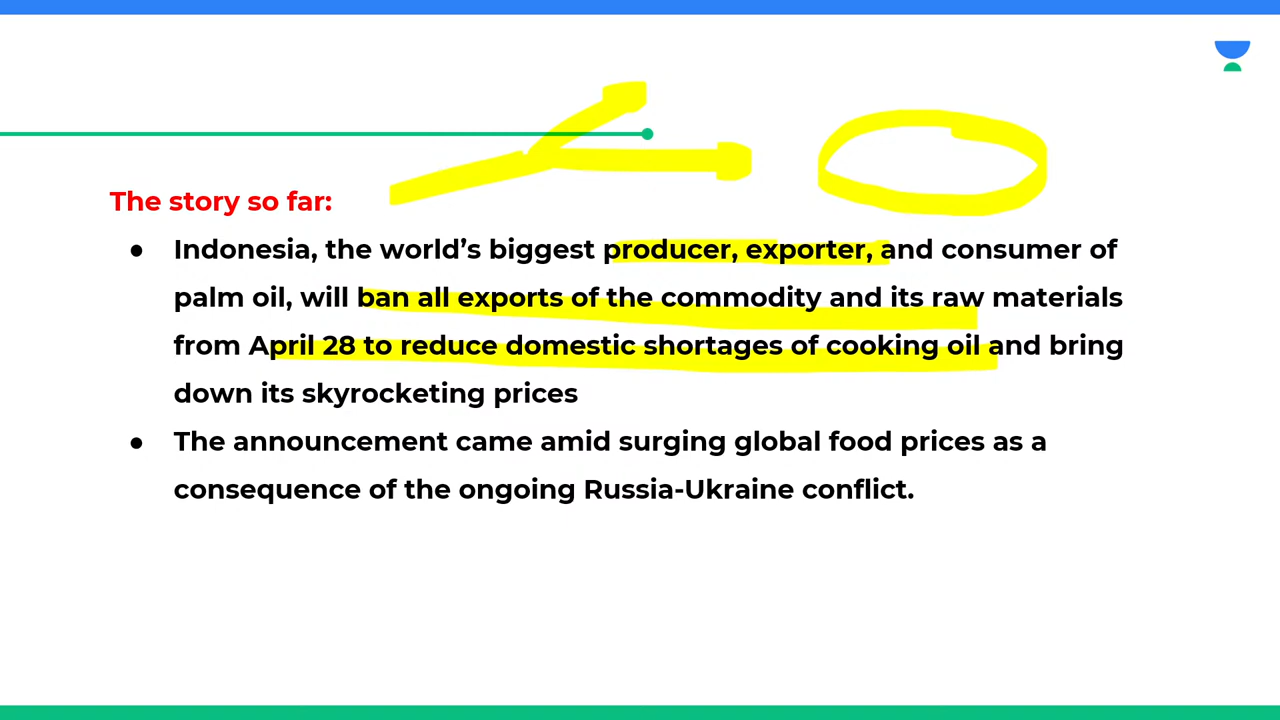 The story so far:
● Indonesia, the world’s biggest producer, exporter, and consumer of
palm oil, will ban all exports of the commodity and its raw materials
from April 28 to reduce domestic shortages of cooking oil and bring
down its skyrocketing prices
● The announcement came amid surging global food prices as a
consequence of the ongoing Russia-Ukraine conflict.